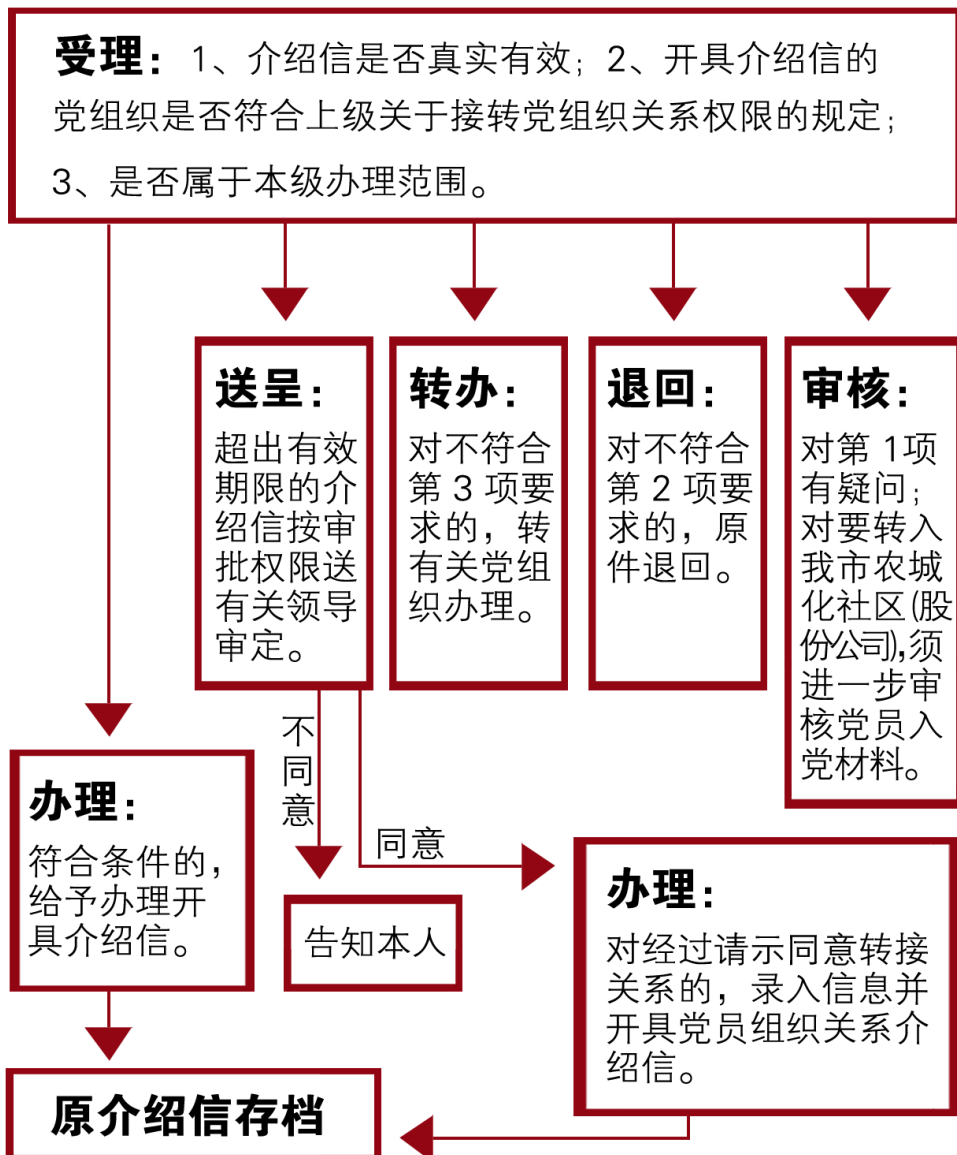 受理：1、介绍信是否真实有效；2、开具介绍信的
党组织是否符合上级关于接转党组织关系权限的规定；
3、是否属于本级办理范围。
送呈：
超出有效
期限的介
绍信按审
批权限送
有关领导
审定。
转办：
对不符合
第 3 项要
求的，转
有关党组
织办理。
退回：
对不符合
第 2 项要
求的，原
件退回。
审核：
对第 1项
有疑问；
对要转入
我市农城
化社区(股
份公司),须
进一步审
核党员入
党材料。
不
同
意
同意
办理：
符合条件的，
给予办理开
具介绍信。
告知本人
办理：
对经过请示同意转接
关系的，录入信息并
开具党员组织关系介
绍信。
原介绍信存档